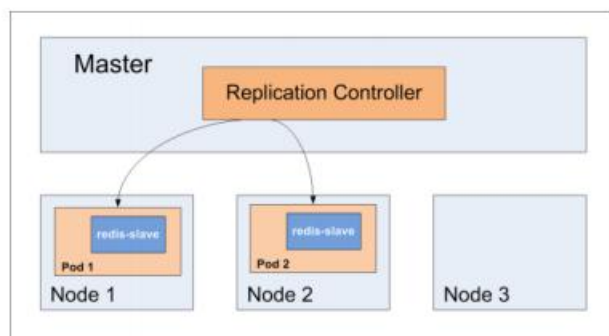 Master
Replication Controller
redis-slave
Pod 1
Node 1
redis-slave
Pod 2
Node 2
Node 3